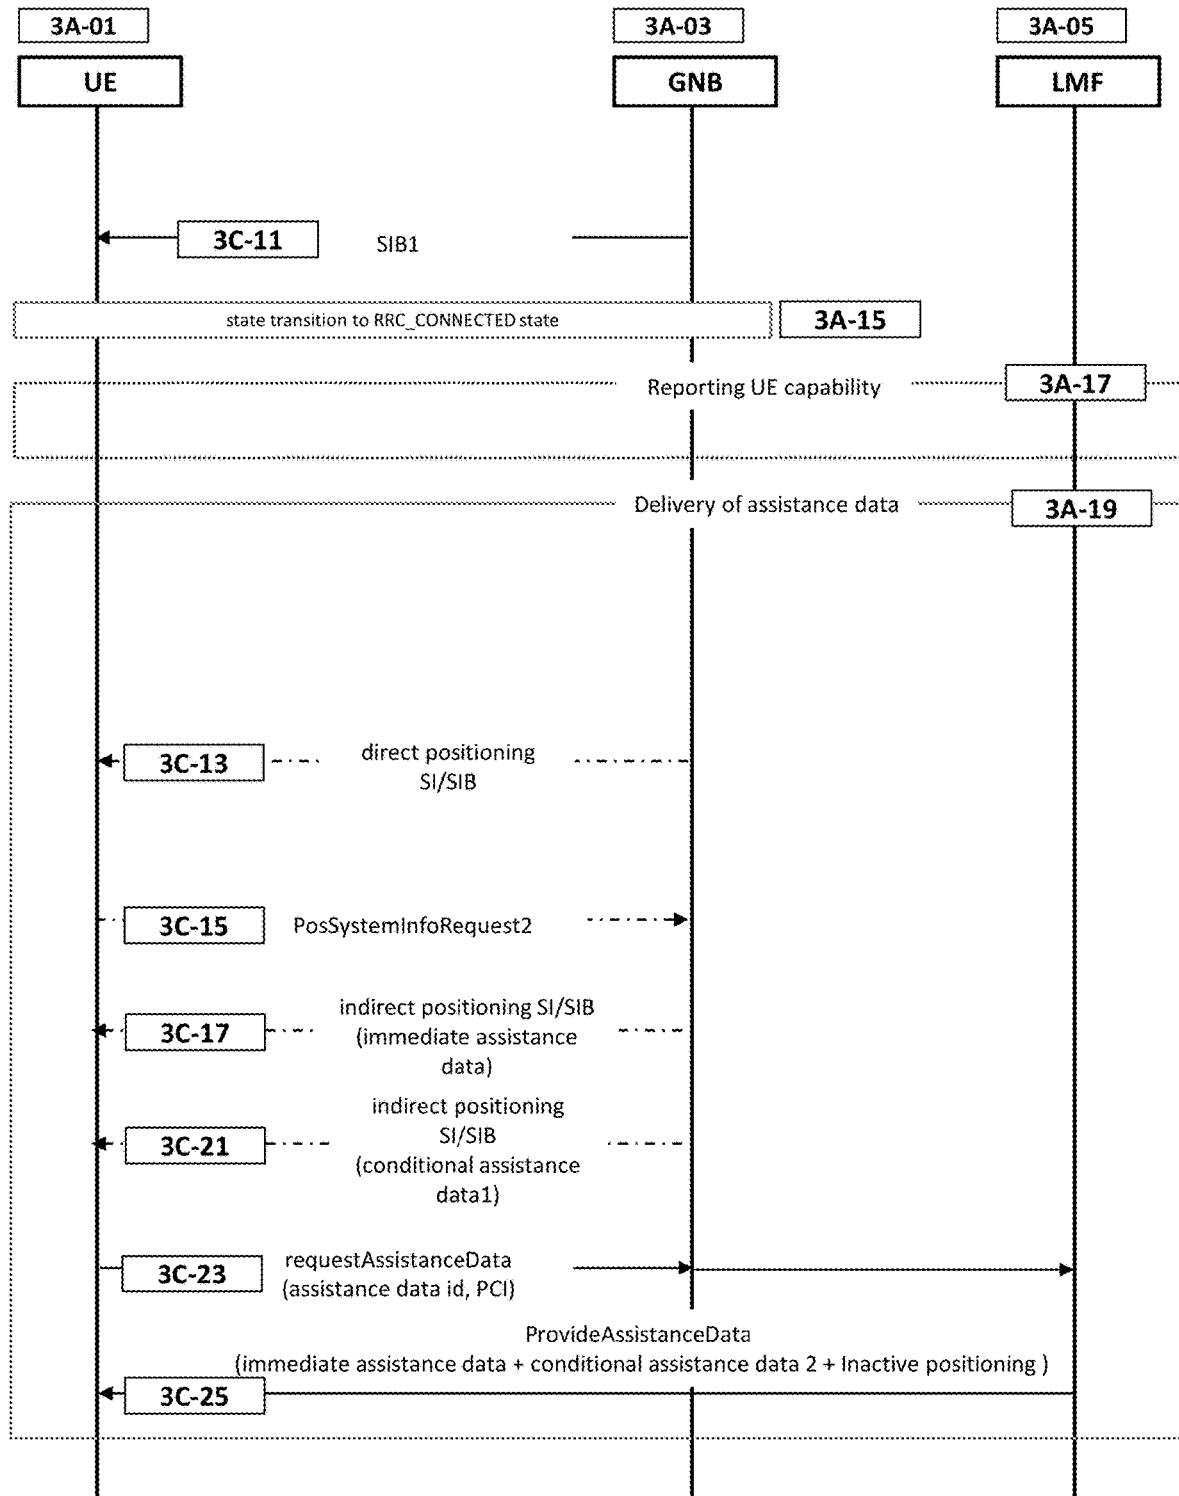 3A-01
3A-03
3A-05
UE
GNB
LMF
3C-11
SIB1
state transition to RRC_CONNECTED state
3A-15
Reporting UE capability
3A-17
Delivery of assistance data
3A-19
3C-13
direct positioning
SI/SIB
3C-15
PosSystemInfoRequest2
3C-17
indirect positioning SI/SIB
(immediate assistance
data)
3C-21
indirect positioning
SI/SIB
(conditional assistance
data1)
3C-23
requestAssistanceData
(assistance data id, PCI)
ProvideAssistanceData
(immediate assistance data + conditional assistance data 2 + Inactive positioning )
3C-25